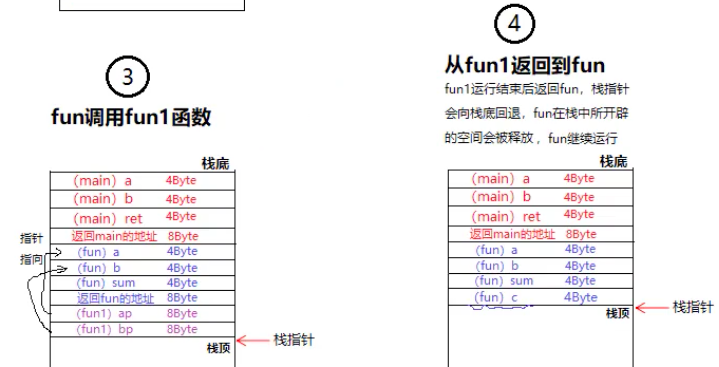 3
fun调用fun1函数
栈底
（main）a 4Byte
（main）b 4Byte
（main）ret 4Byte
返回main的地址 8Byte
（fun）a 4Byte
（fun）b 4Byte
（fun）sum 4Byte
返回fun的地址 8Byte
（fun1）ap 8Byte
（fun1）bp 8Byte
栈顶
指针
指向
栈指针
4
从fun1返回到fun
fun1运行结束后返回fun，栈指针
会向栈底回退，fun在栈中所开辟
的空间会被释放，fun继续运行
栈底
（main）a 4Byte
（main）b 4Byte
（main）ret 4Byte
返回main的地址 8Byte
（fun）a 4Byte
（fun）b 4Byte
（fun）sum 4Byte
（fun）c 4Byte
栈顶
栈指针